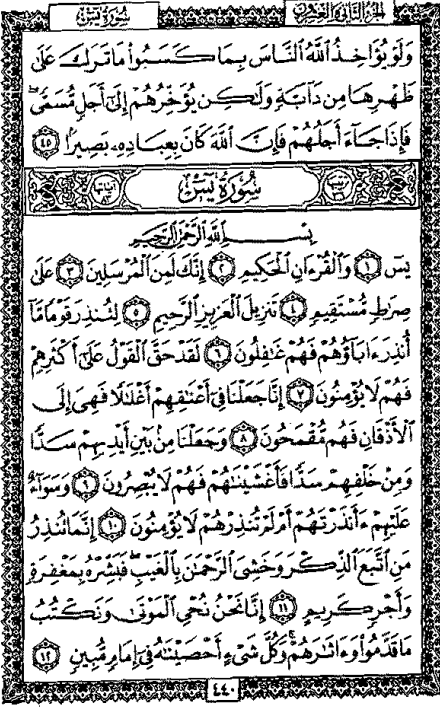 الجزء الثاني والعشرون سورة يس
وَلَوْ يُؤَاخِذُ ٱللَّهُ ٱلنَّاسَ بِمَا كَسَبُوا۟ مَا تَرَكَ عَلَىٰ
ظَهْرِهَا مِن دَآبَّةٍ وَلَٰكِن يُؤَخِّرُهُمْ إِلَىٰٓ أَجَلٍ مُّسَمًّى ۖ
فَإِذَا جَآءَ أَجَلُهُمْ فَإِنَّ ٱللَّهَ كَانَ بِعِبَادِهِۦ بَصِيرًۢا ٤٥
سُورَةُ يسٓ
بِسْمِ ٱللَّهِ ٱلرَّحْمَٰنِ ٱلرَّحِيمِ
يسٓ ١ وَٱلْقُرْءَانِ ٱلْحَكِيمِ ٢ إِنَّكَ لَمِنَ ٱلْمُرْسَلِينَ ٣ عَلَىٰ
صِرَٰطٍ مُّسْتَقِيمٍ ٤ تَنزِيلَ ٱلْعَزِيزِ ٱلرَّحِيمِ ٥ لِتُنذِرَ قَوْمًا مَّآ
أُنذِرَ ءَابَآؤُهُمْ فَهُمْ غَٰفِلُونَ ٦ لَقَدْ حَقَّ ٱلْقَوْلُ عَلَىٰٓ أَكْثَرِهِمْ
فَهُمْ لَا يُؤْمِنُونَ ٧ إِنَّا جَعَلْنَا فِىٓ أَعْنَٰقِهِمْ أَغْلَٰلًا فَهِىَ إِلَى
ٱلْأَذْقَانِ فَهُم مُّقْمَحُونَ ٨ وَجَعَلْنَا مِنۢ بَيْنِ أَيْدِيهِمْ سَدًّا
وَمِنْ خَلْفِهِمْ سَدًّا فَأَغْشَيْنَٰهُمْ فَهُمْ لَا يُبْصِرُونَ ٩ وَسَوَآءٌ
عَلَيْهِمْ ءَأَنذَرْتَهُمْ أَمْ لَمْ تُنذِرْهُمْ لَا يُؤْمِنُونَ ١٠ إِنَّمَا تُنذِرُ
مَنِ ٱتَّبَعَ ٱلذِّكْرَ وَخَشِىَ ٱلرَّحْمَٰنَ بِٱلْغَيْبِ ۖ فَبَشِّرْهُ بِمَغْفِرَةٍ
وَأَجْرٍ كَرِيمٍ ١١ إِنَّا نَحْنُ نُحْىِ ٱلْمَوْتَىٰ وَنَكْتُبُ
مَا قَدَّمُوا۟ وَءَاثَٰرَهُمْ ۚ وَكُلَّ شَىْءٍ أَحْصَيْنَٰهُ فِىٓ إِمَامٍ مُّبِينٍ ١٢
٤٤٠